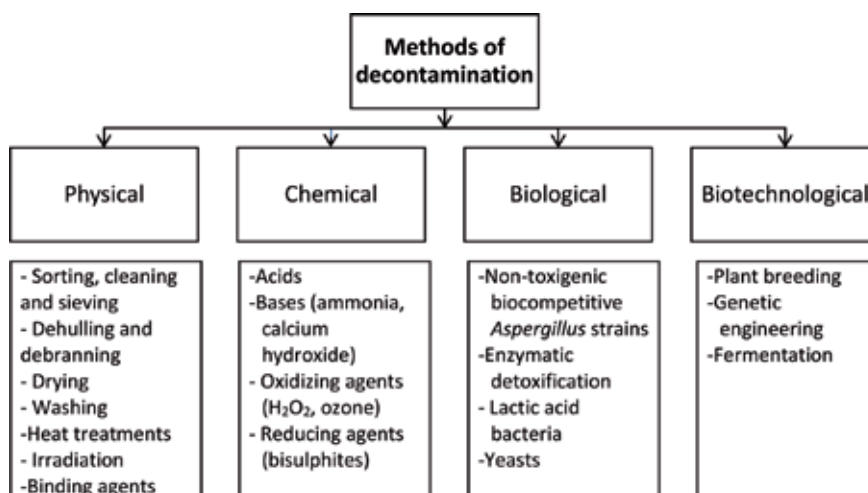 Methods of
decontamination
Physical
Chemical
Biological
Biotechnological
- Sorting, cleaning
and sieving
- Dehulling and
debranning
- Drying
- Washing
-Heat treatments
- Irradiation
-Binding agents
-Acids
-Bases (ammonia,
calcium
hydroxide)
- Oxidizing agents
(H₂O₂, ozone)
- Reducing agents
(bisulphites)
-Non-toxigenic
biocompetitive
Aspergillus strains
-Enzymatic
detoxification
- Lactic acid
bacteria
-Yeasts
-Plant breeding
-Genetic
engineering
-Fermentation